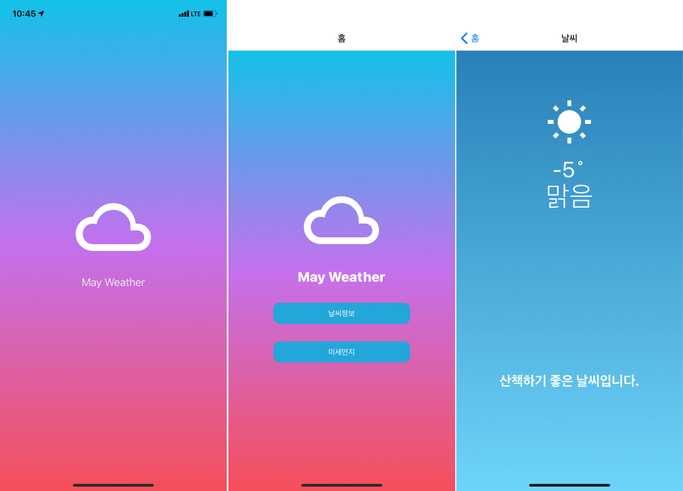 10:45
LTE
May Weather
홈
May Weather
날씨정보
미세먼지
홈
날씨
-5°
맑음
산책하기 좋은 날씨입니다.